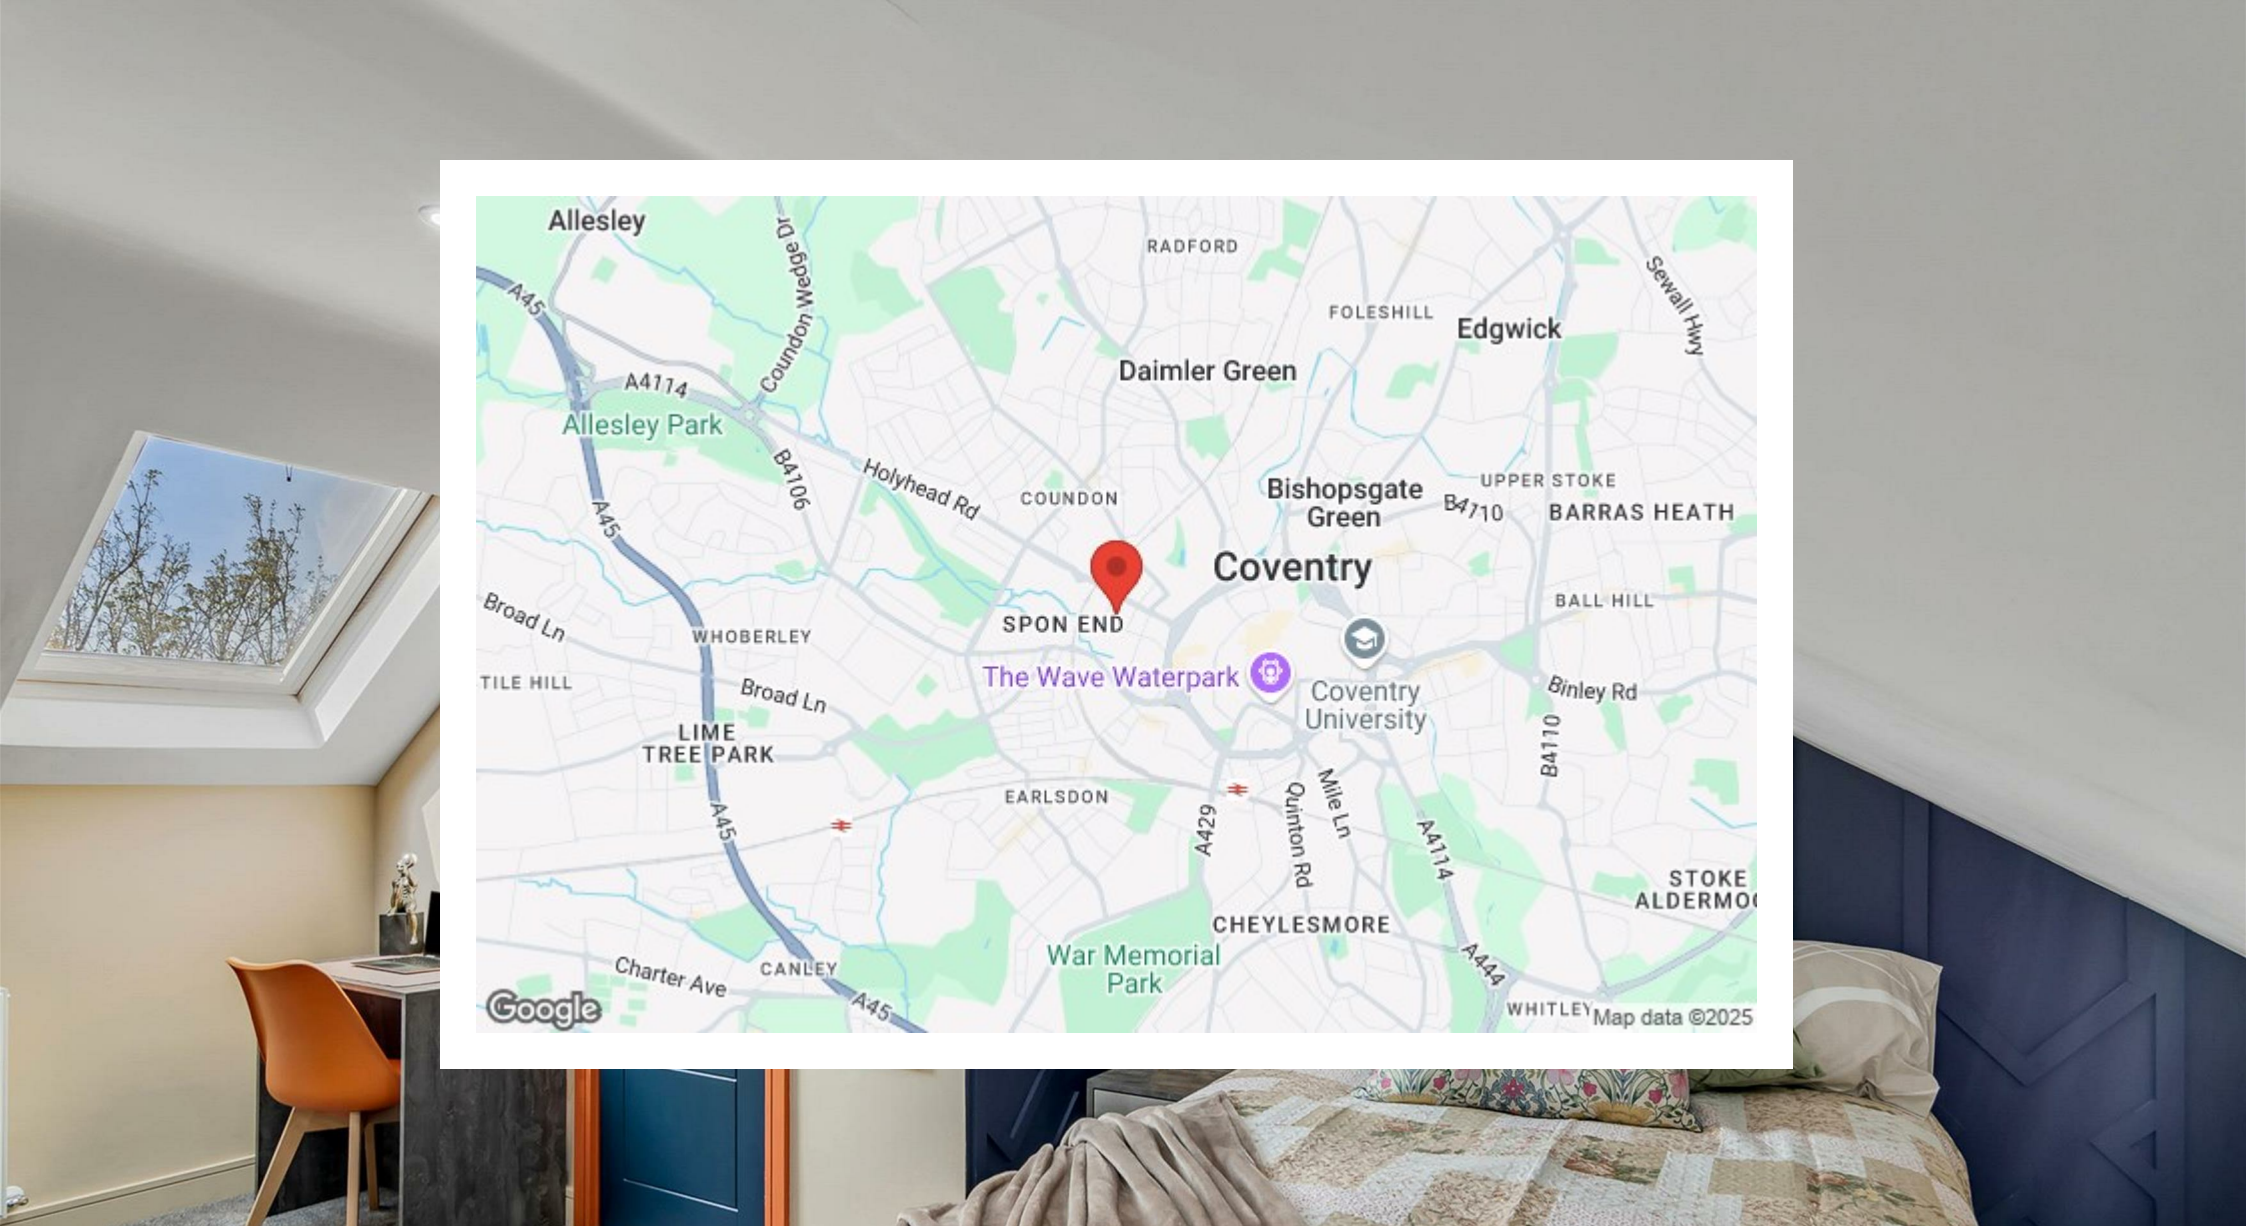 Allesley
Coundon Wedge Dr
RADFORD
Sewall Hwy
A45
FOLESHILL
Edgwick
Daimler Green
A4114
Allesley Park
B4106
Holyhead Rd
COUNDON
Bishopsgate
Green
UPPER STOKE
B4710
BARRAS HEATH
A45
Coventry
Broad Ln
BALL HILL
SPON END
WHOBERLEY
The Wave Waterpark
TILE HILL
Broad Ln
Coventry
University
Binley Rd
LIME
TREE PARK
B4110
EARLSDON
Mile Ln
Quinton Rd
A429
A45
A4114
STOKE
ALDERMOO
CHEYLESMORE
War Memorial
Park
Charter Ave
CANLEY
A444
A45
WHITLEY
Google
Map data ©2025